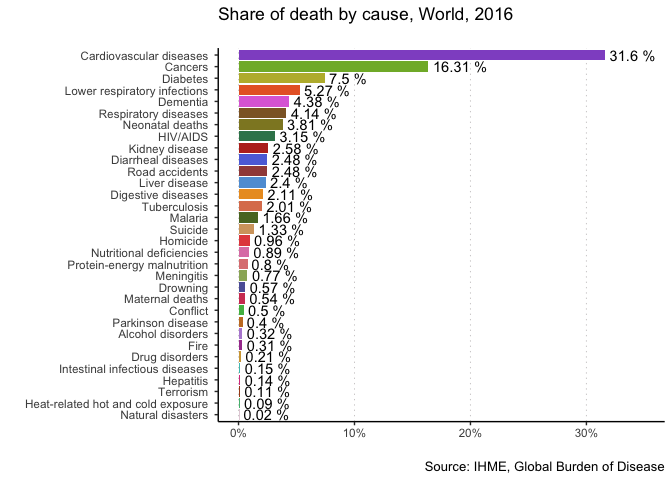 Share of death by cause, World, 2016
Cardiovascular diseases 31.6 %
Cancers 16.31 %
Diabetes 7.5 %
Lower respiratory infections 5.27 %
Dementia 4.38 %
Respiratory diseases 4.14 %
Neonatal deaths 3.81 %
HIV/AIDS 3.15 %
Kidney disease 2.58 %
Diarrheal diseases 2.48 %
Road accidents 2.48 %
Liver disease 2.4 %
Digestive diseases 2.11 %
Tuberculosis 2.01 %
Malaria 1.66 %
Suicide 1.33 %
Homicide 0.96 %
Nutritional deficiencies 0.89 %
Protein-energy malnutrition 0.8 %
Meningitis 0.77 %
Drowning 0.57 %
Maternal deaths 0.54 %
Conflict 0.5 %
Parkinson disease 0.4 %
Alcohol disorders 0.32 %
Fire 0.31 %
Drug disorders 0.21 %
Intestinal infectious diseases 0.15 %
Hepatitis 0.14 %
Terrorism 0.11 %
Heat-related hot and cold exposure 0.09 %
Natural disasters 0.02 %
0% 10% 20% 30%
Source: IHME, Global Burden of Disease